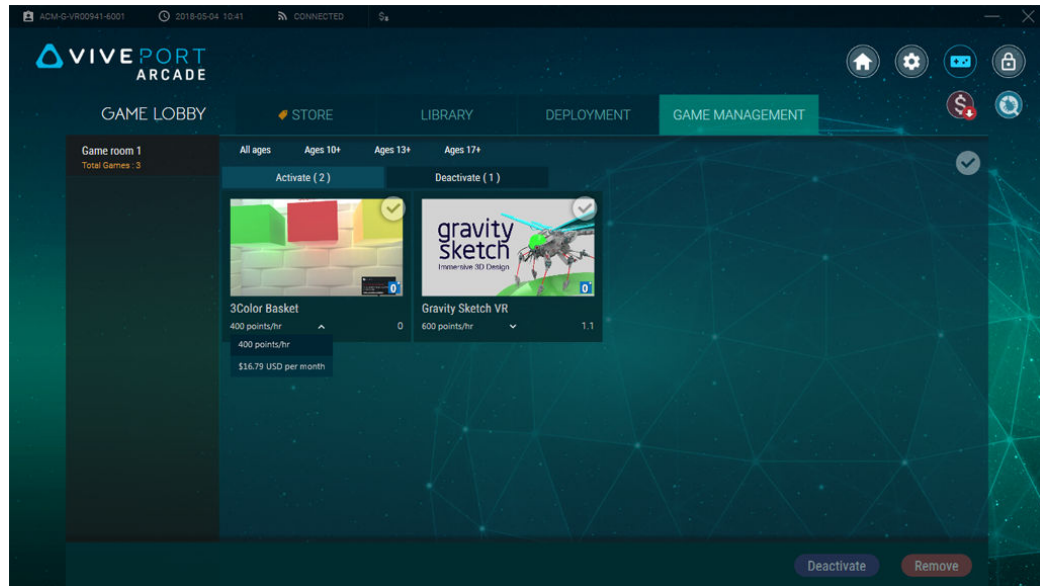 ACM-G-VR00941-6001 2018-05-04 10:41 CONNECTED
VIVEPORT
ARCADE
GAME LOBBY STORE LIBRARY DEPLOYMENT GAME MANAGEMENT
Game room 1
Total Games : 3
All ages Ages 10+ Ages 13+ Ages 17+
Activate ( 2 ) Deactivate ( 1 )
gravity
sketch
Immersive 3D Design
3Color Basket Gravity Sketch VR
400 points/hr 0 600 points/hr 1.1
400 points/hr
$16.79 USD per month
Deactivate Remove